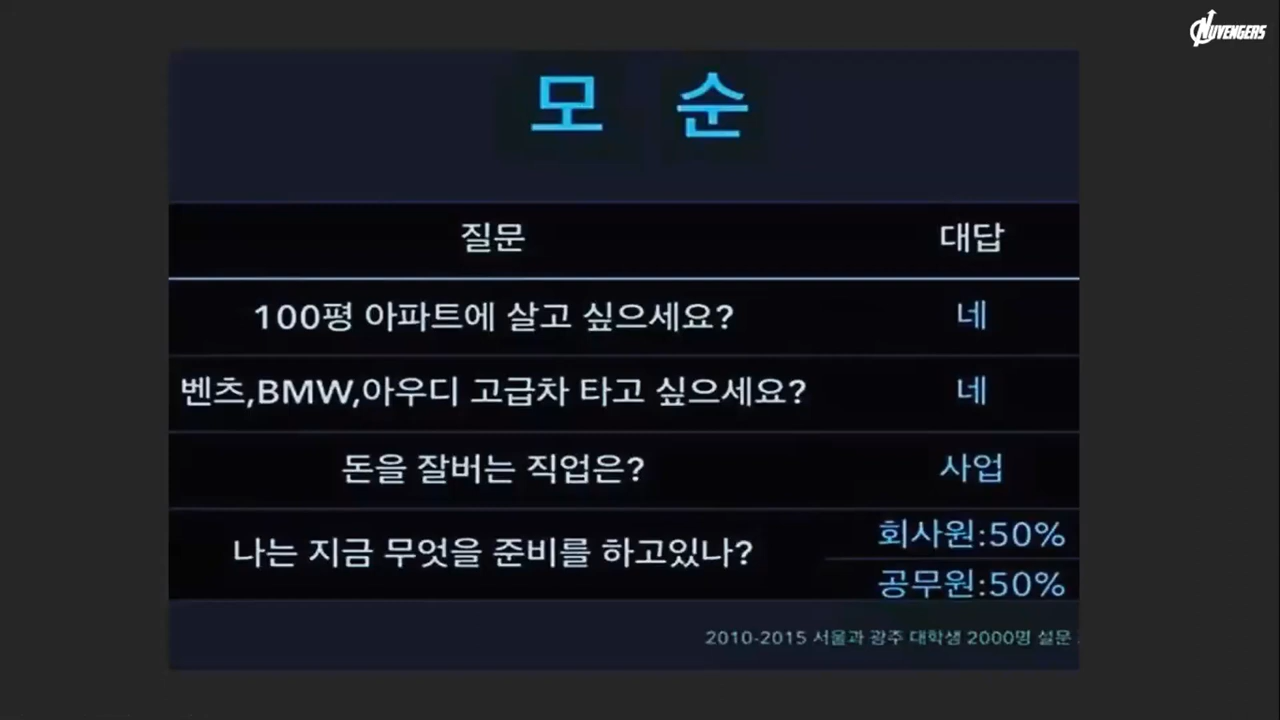 NUVENGERS
모 순
질문 대답
100평 아파트에 살고 싶으세요? 네
벤츠,BMW,아우디 고급차 타고 싶으세요? 네
돈을 잘버는 직업은? 사업
나는 지금 무엇을 준비를 하고있나? 회사원:50%
공무원:50%
2010-2015 서울과 광주 대학생 2000명 설문